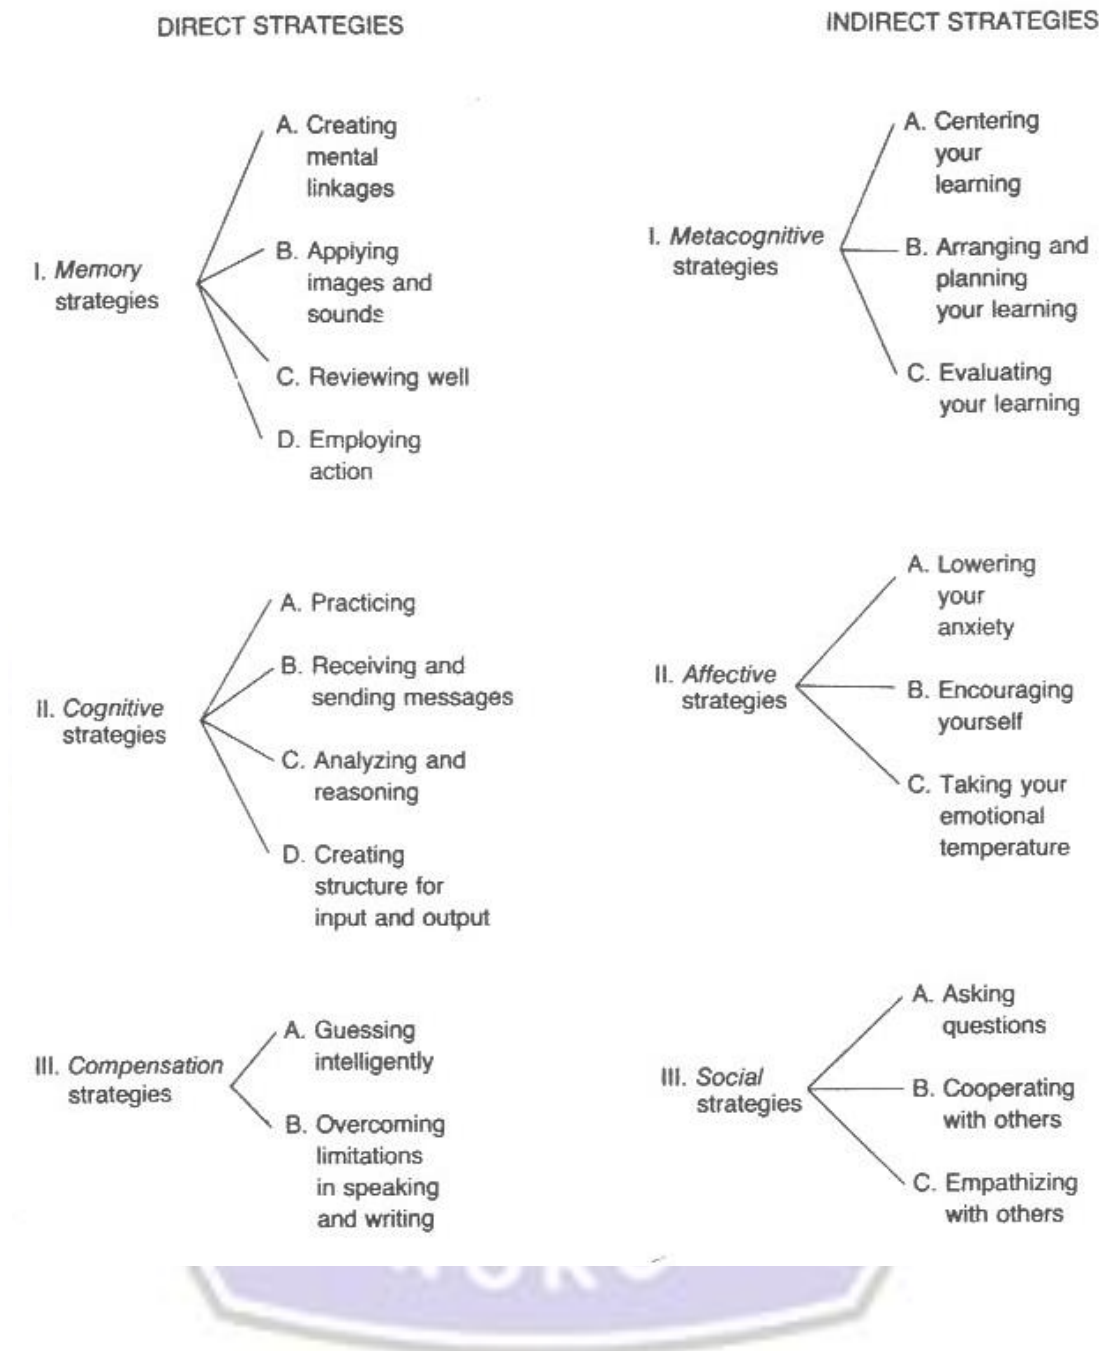 DIRECT STRATEGIES
I. Memory
strategies
A. Creating
mental
linkages
B. Applying
images and
sounds
C. Reviewing well
D. Employing
action
II. Cognitive
strategies
A. Practicing
B. Receiving and
sending messages
C. Analyzing and
reasoning
D. Creating
structure for
input and output
III. Compensation
strategies
A. Guessing
intelligently
B. Overcoming
limitations
in speaking
and writing
INDIRECT STRATEGIES
I. Metacognitive
strategies
A. Centering
your
learning
B. Arranging and
planning
your learning
C. Evaluating
your learning
II. Affective
strategies
A. Lowering
your
anxiety
B. Encouraging
yourself
C. Taking your
emotional
temperature
III. Social
strategies
A. Asking
questions
B. Cooperating
with others
C. Empathizing
with others